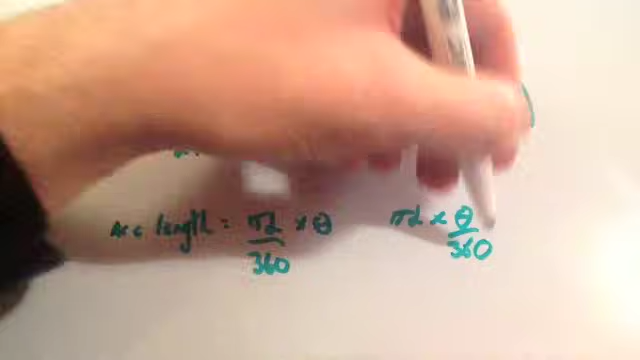 Arc length = πd/360 × θ πd × θ/360